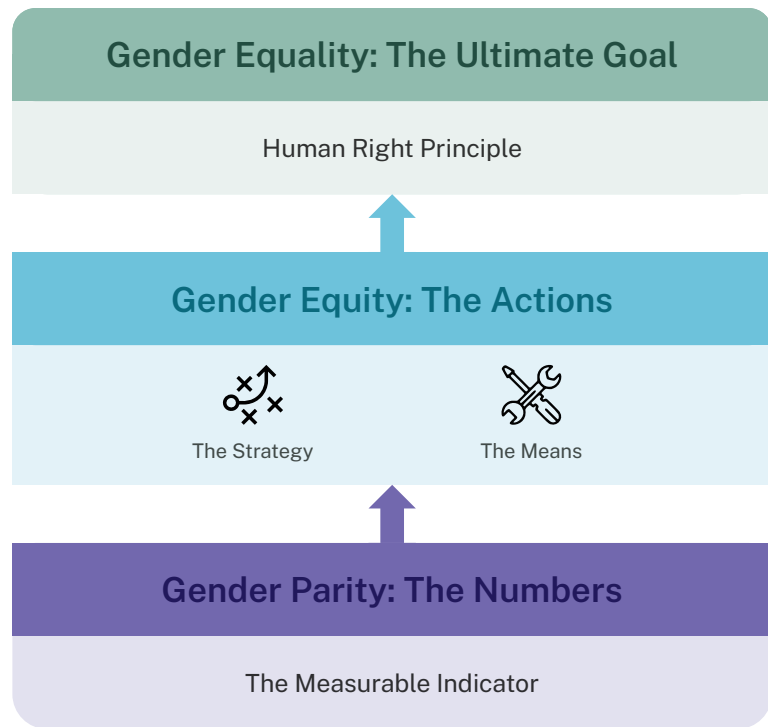 Gender Equality: The Ultimate Goal
Human Right Principle
Gender Equity: The Actions
The Strategy
The Means
Gender Parity: The Numbers
The Measurable Indicator